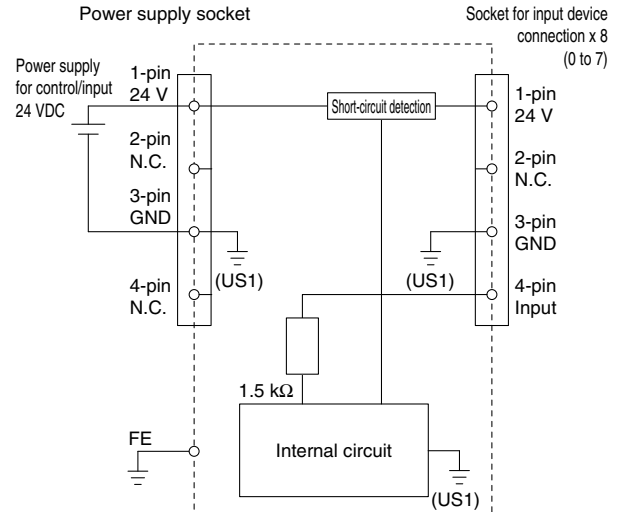 Power supply socket
Socket for input device
connection x 8
(0 to 7)
Power supply
for control/input
24 VDC
1-pin
24 V
2-pin
N.C.
3-pin
GND
(US1)
4-pin
N.C.
Short-circuit detection
1-pin
24 V
2-pin
N.C.
3-pin
GND
(US1)
4-pin
Input
1.5 kΩ
FE
Internal circuit
(US1)